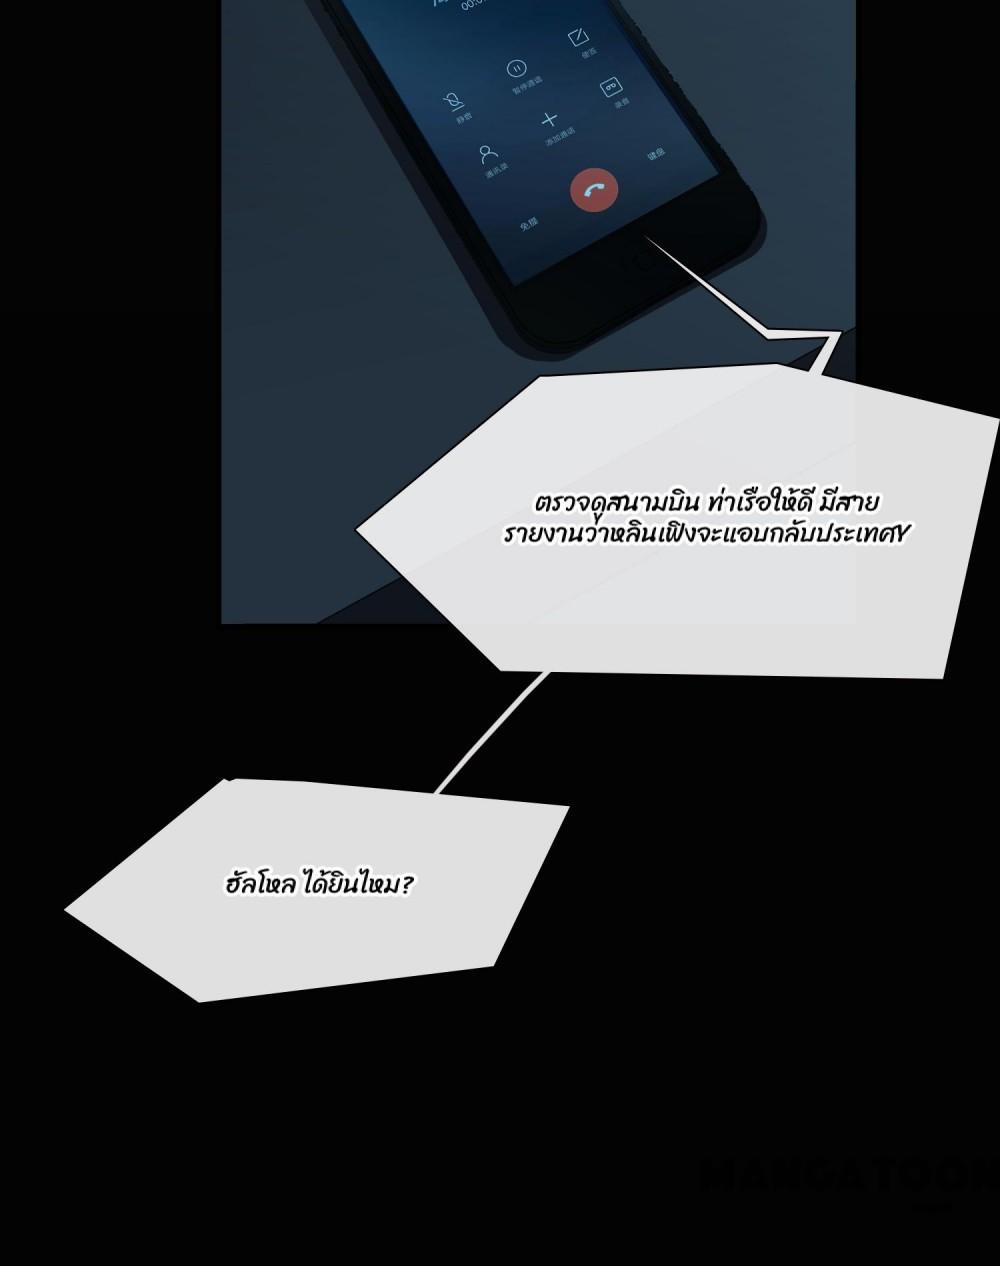 00:0
使否
暂停通话
录音
静音
添加通话
键盘
通讯录
免提
ตรวจดูสนามบิน ท่าเรือให้ดี มีสาย
รายงานว่าหลินเฟิงจะแอบกลับประเทศY
ฮัลโหล ได้ยินไหม?
MANGATOON